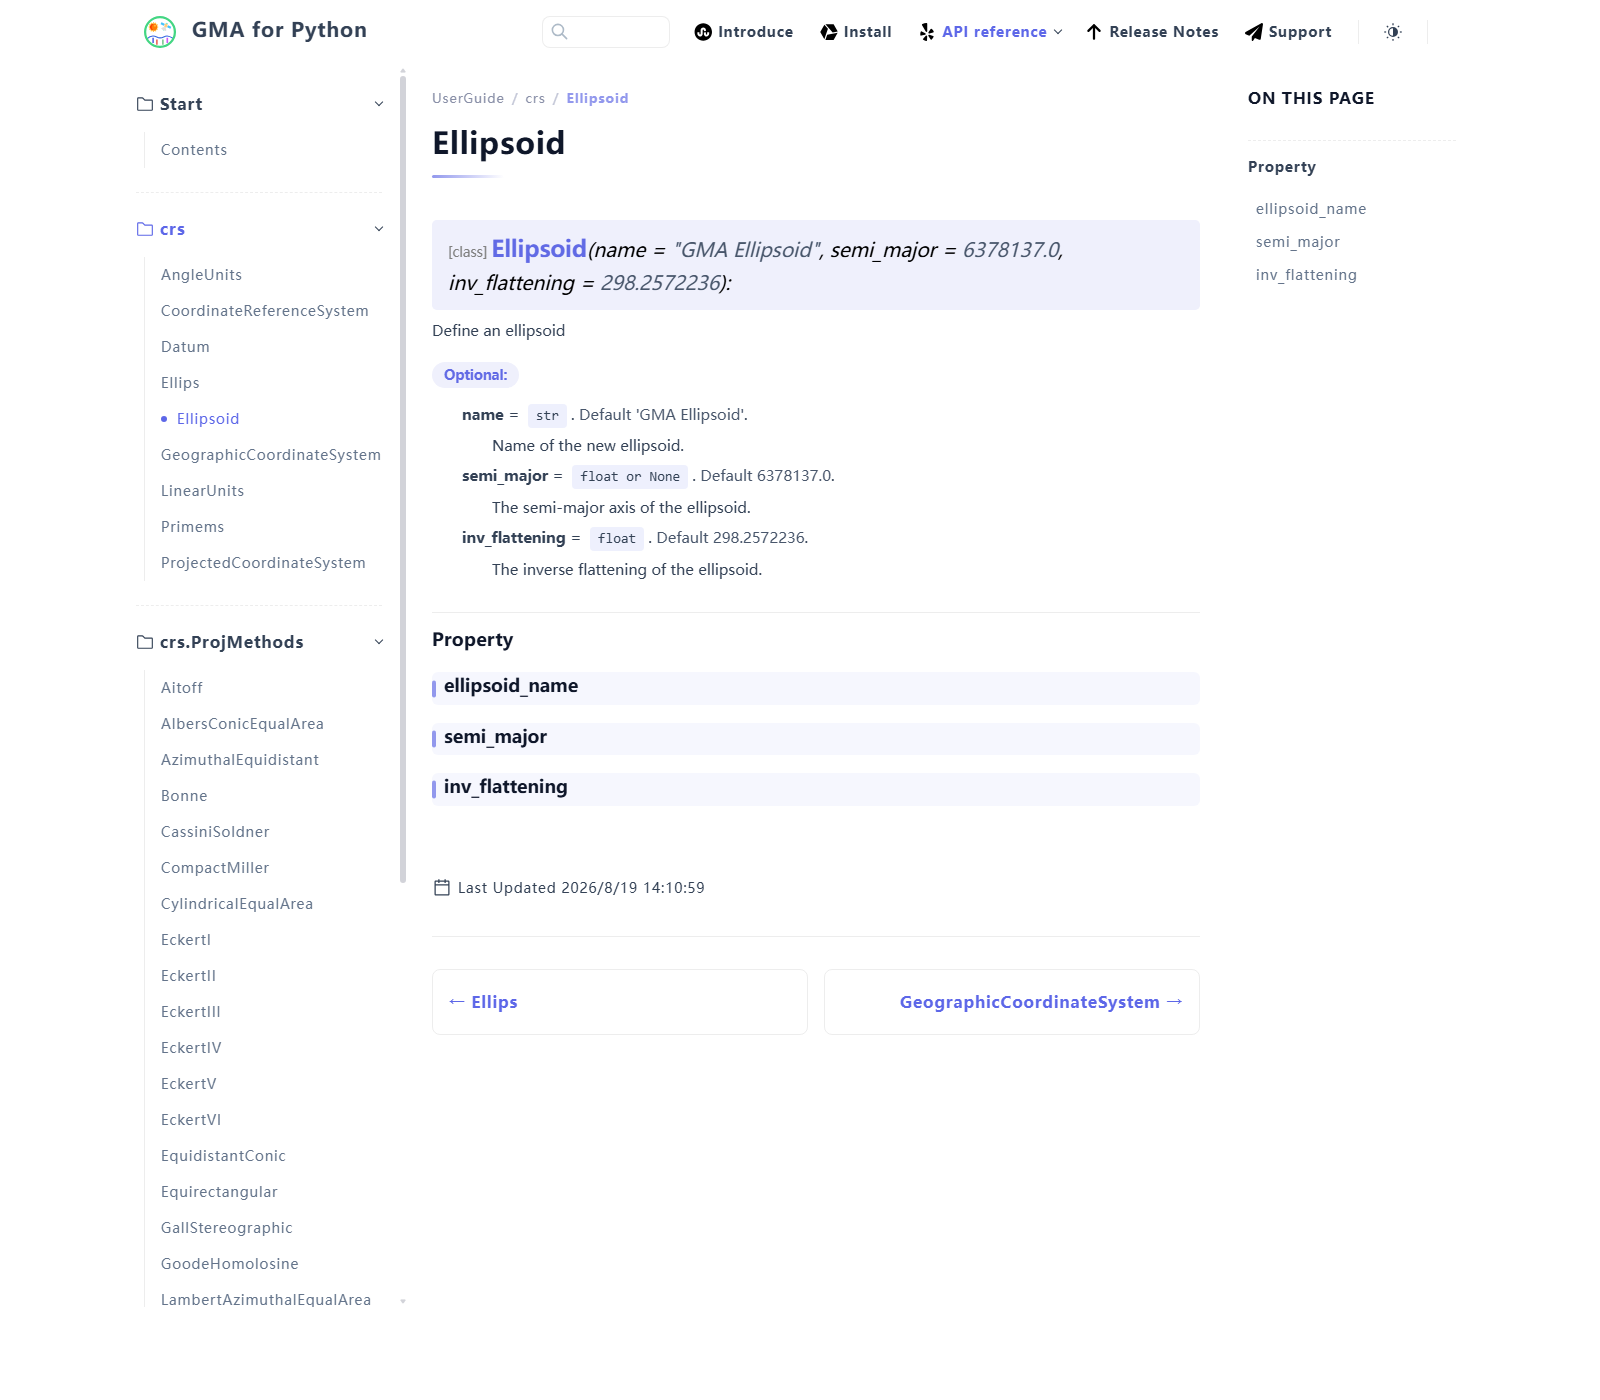 GMA for Python
Introduce
Install
API reference
Release Notes
Support
Start
Contents
crs
AngleUnits
CoordinateReferenceSystem
Datum
Ellips
Ellipsoid
GeographicCoordinateSystem
LinearUnits
Primems
ProjectedCoordinateSystem
crs.ProjMethods
Aitoff
AlbersConicEqualArea
AzimuthalEquidistant
Bonne
CassiniSoldner
CompactMiller
CylindricalEqualArea
EckertI
EckertII
EckertIII
EckertIV
EckertV
EckertVI
EquidistantConic
Equirectangular
GallStereographic
GoodeHomolosine
LambertAzimuthalEqualArea
UserGuide / crs / Ellipsoid
Ellipsoid
[class] Ellipsoid(name = "GMA Ellipsoid", semi_major = 6378137.0,
inv_flattening = 298.2572236):
Define an ellipsoid
Optional:
name = str . Default 'GMA Ellipsoid'.
Name of the new ellipsoid.
semi_major = float or None . Default 6378137.0.
The semi-major axis of the ellipsoid.
inv_flattening = float . Default 298.2572236.
The inverse flattening of the ellipsoid.
Property
ellipsoid_name
semi_major
inv_flattening
Last Updated 2026/8/19 14:10:59
← Ellips
GeographicCoordinateSystem →
ON THIS PAGE
Property
ellipsoid_name
semi_major
inv_flattening